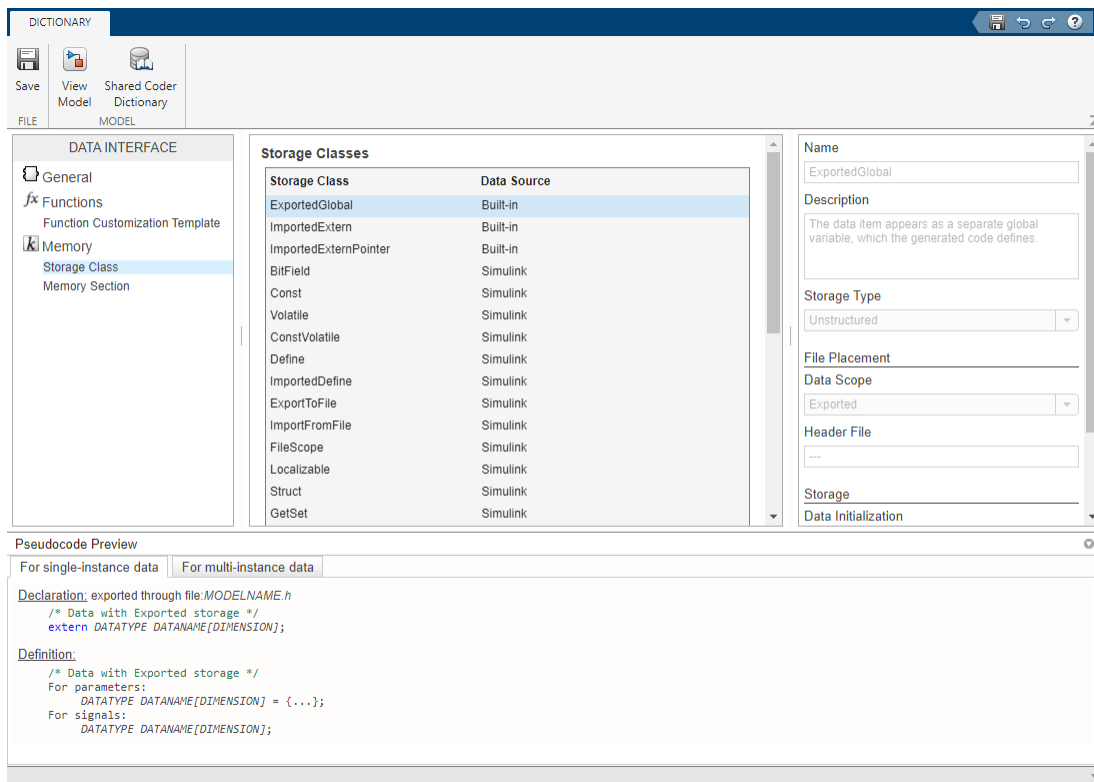 DICTIONARY
Save
View Model
Shared Coder Dictionary
FILE
MODEL
DATA INTERFACE
General
fx Functions
Function Customization Template
k Memory
Storage Class
Memory Section
Storage Classes
Storage Class Data Source
ExportedGlobal Built-in
ImportedExtern Built-in
ImportedExternPointer Built-in
BitField Simulink
Const Simulink
Volatile Simulink
ConstVolatile Simulink
Define Simulink
ImportedDefine Simulink
ExportToFile Simulink
ImportFromFile Simulink
FileScope Simulink
Localizable Simulink
Struct Simulink
GetSet Simulink
Name
ExportedGlobal
Description
The data item appears as a separate global
variable, which the generated code defines.
Storage Type
Unstructured
File Placement
Data Scope
Exported
Header File
---
Storage
Data Initialization
Pseudocode Preview
For single-instance data For multi-instance data
Declaration: exported through file:MODELNAME.h
/* Data with Exported storage */
extern DATATYPE DATANAME[DIMENSION];
Definition:
/* Data with Exported storage */
For parameters:
DATATYPE DATANAME[DIMENSION] = {...};
For signals:
DATATYPE DATANAME[DIMENSION];